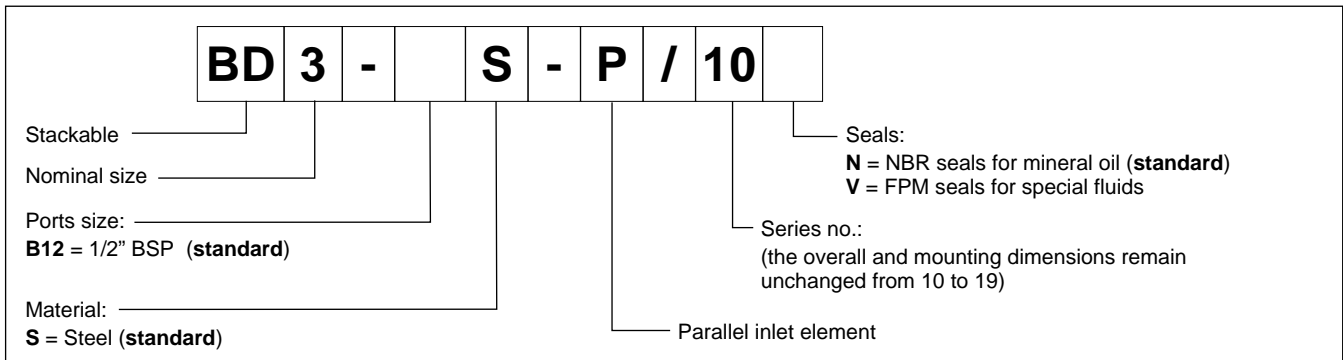 BD 3 - S - P / 10
Stackable
Nominal size
Ports size:
B12 = 1/2" BSP (standard)
Material:
S = Steel (standard)
Seals:
N = NBR seals for mineral oil (standard)
V = FPM seals for special fluids
Series no.:
(the overall and mounting dimensions remain
unchanged from 10 to 19)
Parallel inlet element